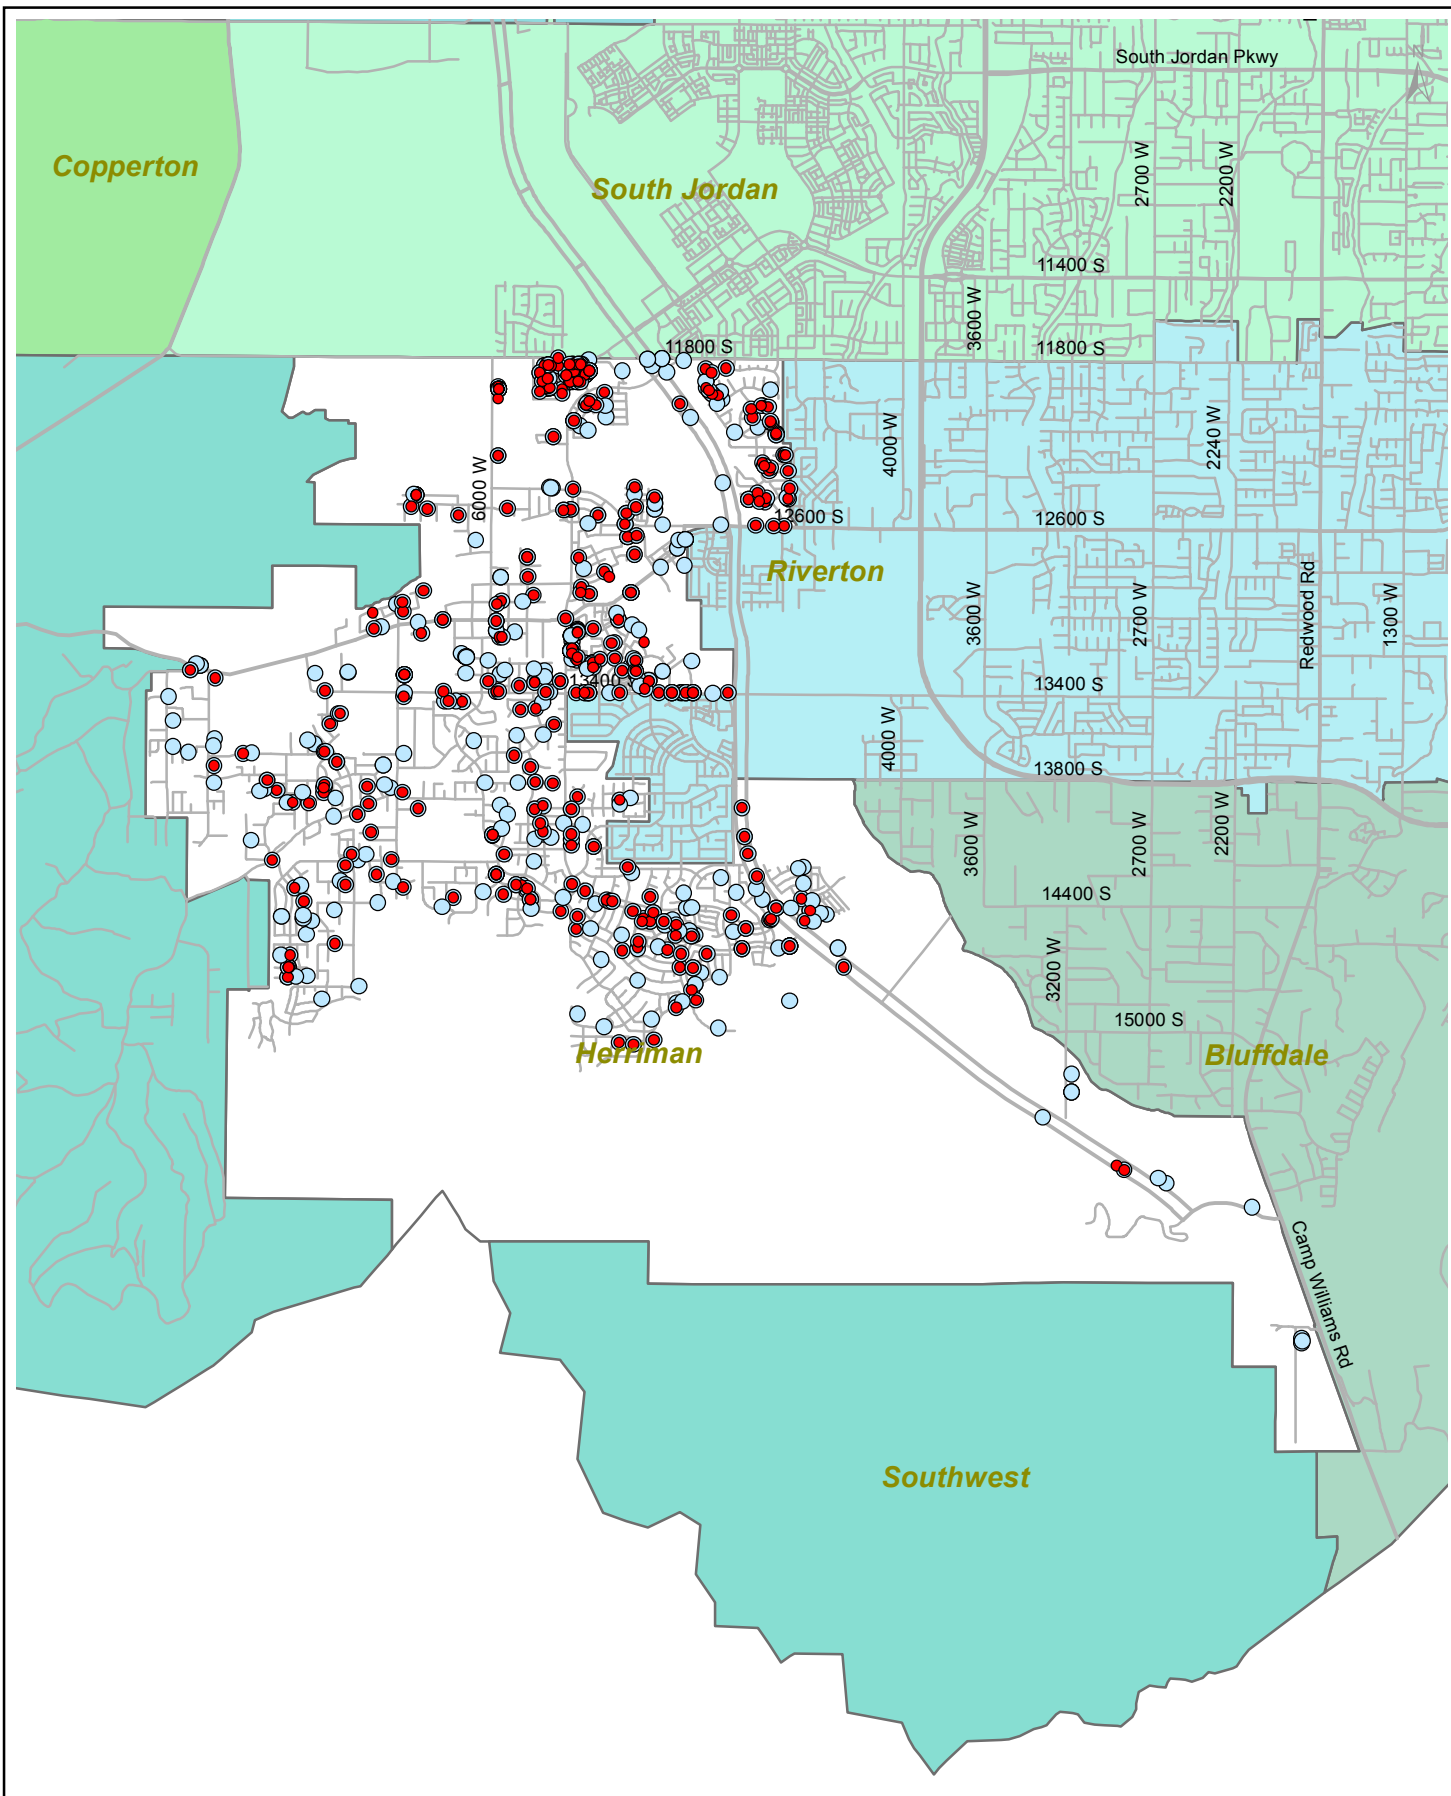 South Jordan Pkwy
Copperton
South Jordan
2700 W
2200 W
11400 S
3600 W
11800 S
11800 S
4000 W
2240 W
6000 W
12600 S
12600 S
Riverton
3600 W
2700 W
Redwood Rd
1300 W
13400 S
13400 S
4000 W
13800 S
3600 W
2700 W
2200 W
14400 S
3200 W
15000 S
Herriman
Bluffdale
Camp Williams Rd
Southwest